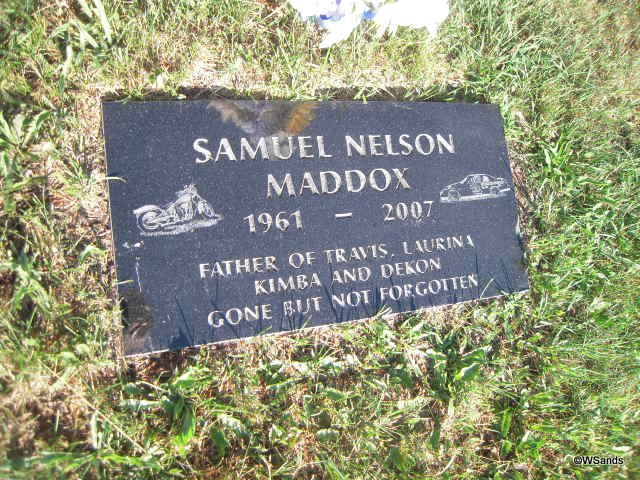 SAMUEL NELSON
MADDOX
1961 – 2007
FATHER OF TRAVIS, LAURINA
KIMBA AND DEKON
GONE BUT NOT FORGOTTEN
©WSands